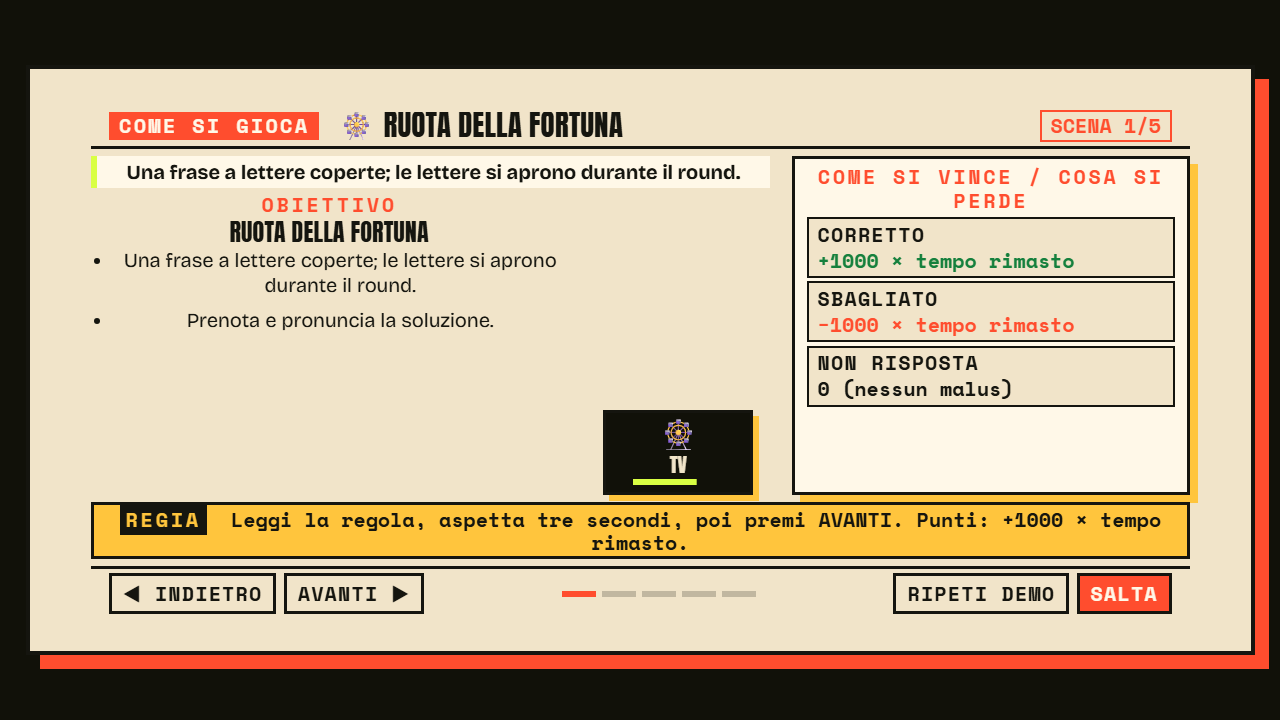 COME SI GIOCA
RUOTA DELLA FORTUNA
SCENA 1/5
Una frase a lettere coperte; le lettere si aprono durante il round.
OBIETTIVO
RUOTA DELLA FORTUNA
• Una frase a lettere coperte; le lettere si aprono
durante il round.
• Prenota e pronuncia la soluzione.
TV
COME SI VINCE / COSA SI
PERDE
CORRETTO
+1000 × tempo rimasto
SBAGLIATO
−1000 × tempo rimasto
NON RISPOSTA
0 (nessun malus)
REGIA Leggi la regola, aspetta tre secondi, poi premi AVANTI. Punti: +1000 × tempo
rimasto.
◀ INDIETRO
AVANTI ▶
RIPETI DEMO
SALTA